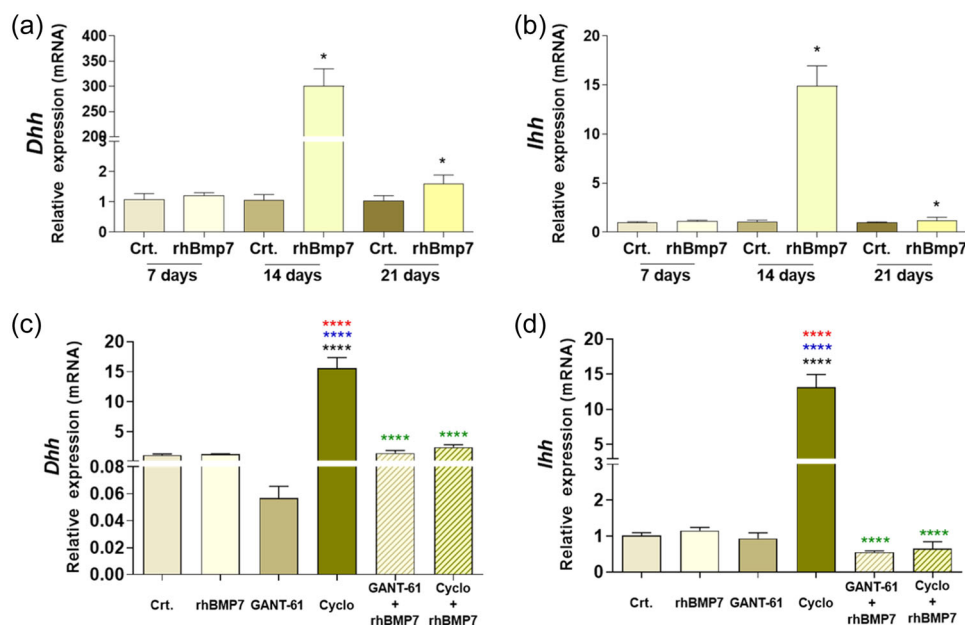 (a)
Dhh
Relative expression (mRNA)
400
350
300
250
200
3
2
1
0
*
*
Crt. rhBmp7 Crt. rhBmp7 Crt. rhBmp7
7 days 14 days 21 days
(b)
Ihh
Relative expression (mRNA)
20
15
10
5
0
*
*
Crt. rhBmp7 Crt. rhBmp7 Crt. rhBmp7
7 days 14 days 21 days
(c)
Dhh
Relative expression (mRNA)
20
15
10
5
0.08
0.06
0.04
0.02
0.00
****
****
****
**** ****
Crt. rhBMP7 GANT-61 Cyclo GANT-61 Cyclo
+ +
rhBMP7 rhBMP7
(d)
Ihh
Relative expression (mRNA)
20
15
10
5
3
2
1
0
****
****
****
**** ****
Crt. rhBMP7 GANT-61 Cyclo GANT-61 Cyclo
+ +
rhBMP7 rhBMP7